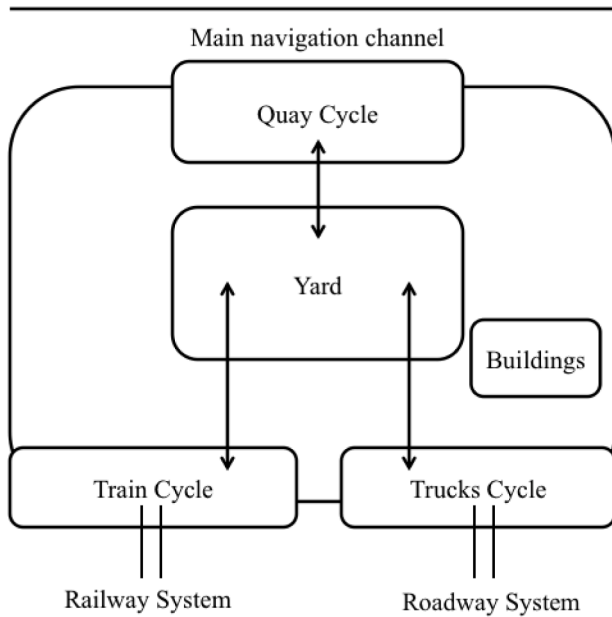 Main navigation channel
Quay Cycle
Yard
Buildings
Train Cycle
Trucks Cycle
Railway System
Roadway System